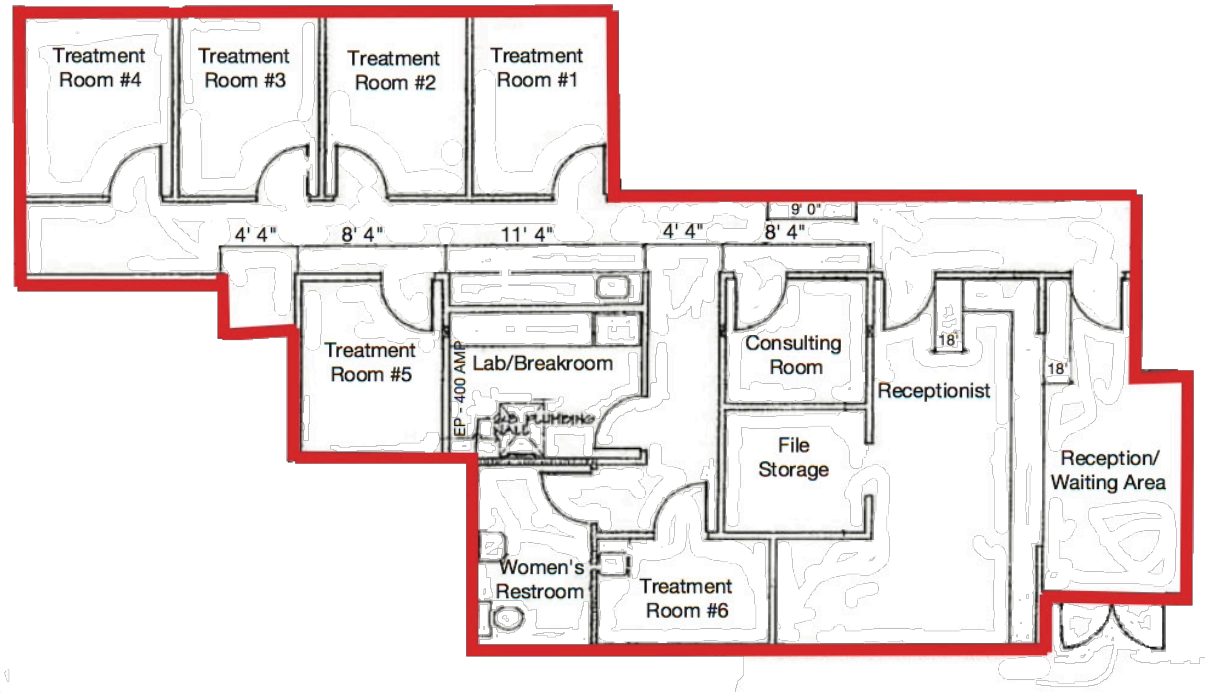 Treatment
Room #4
Treatment
Room #3
Treatment
Room #2
Treatment
Room #1
9' 0"
4' 4"
8' 4"
11' 4"
4' 4"
8' 4"
Treatment
Room #5
EP - 400 AMP
Lab/Breakroom
PLUMBING
WALL
Consulting
Room
18'
18'
Receptionist
File
Storage
Reception/
Waiting Area
Women's
Restroom
Treatment
Room #6